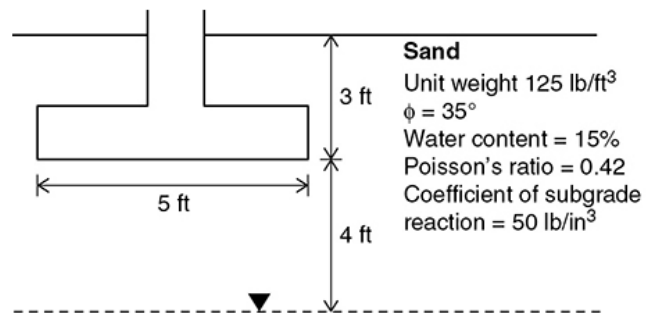 Sand
Unit weight 125 lb/ft³
ϕ = 35°
Water content = 15%
Poisson's ratio = 0.42
Coefficient of subgrade
reaction = 50 lb/in³
3 ft
5 ft
4 ft